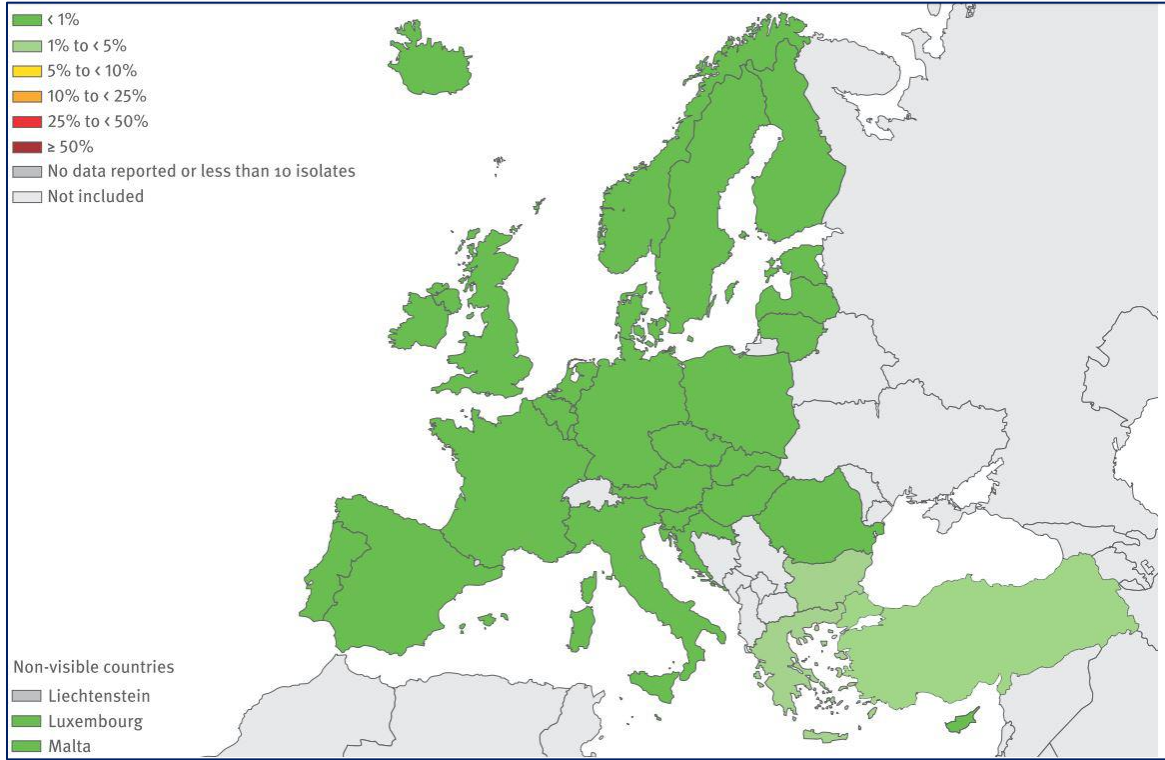 < 1%
1% to < 5%
5% to < 10%
10% to < 25%
25% to < 50%
≥ 50%
No data reported or less than 10 isolates
Not included
Non-visible countries
Liechtenstein
Luxembourg
Malta